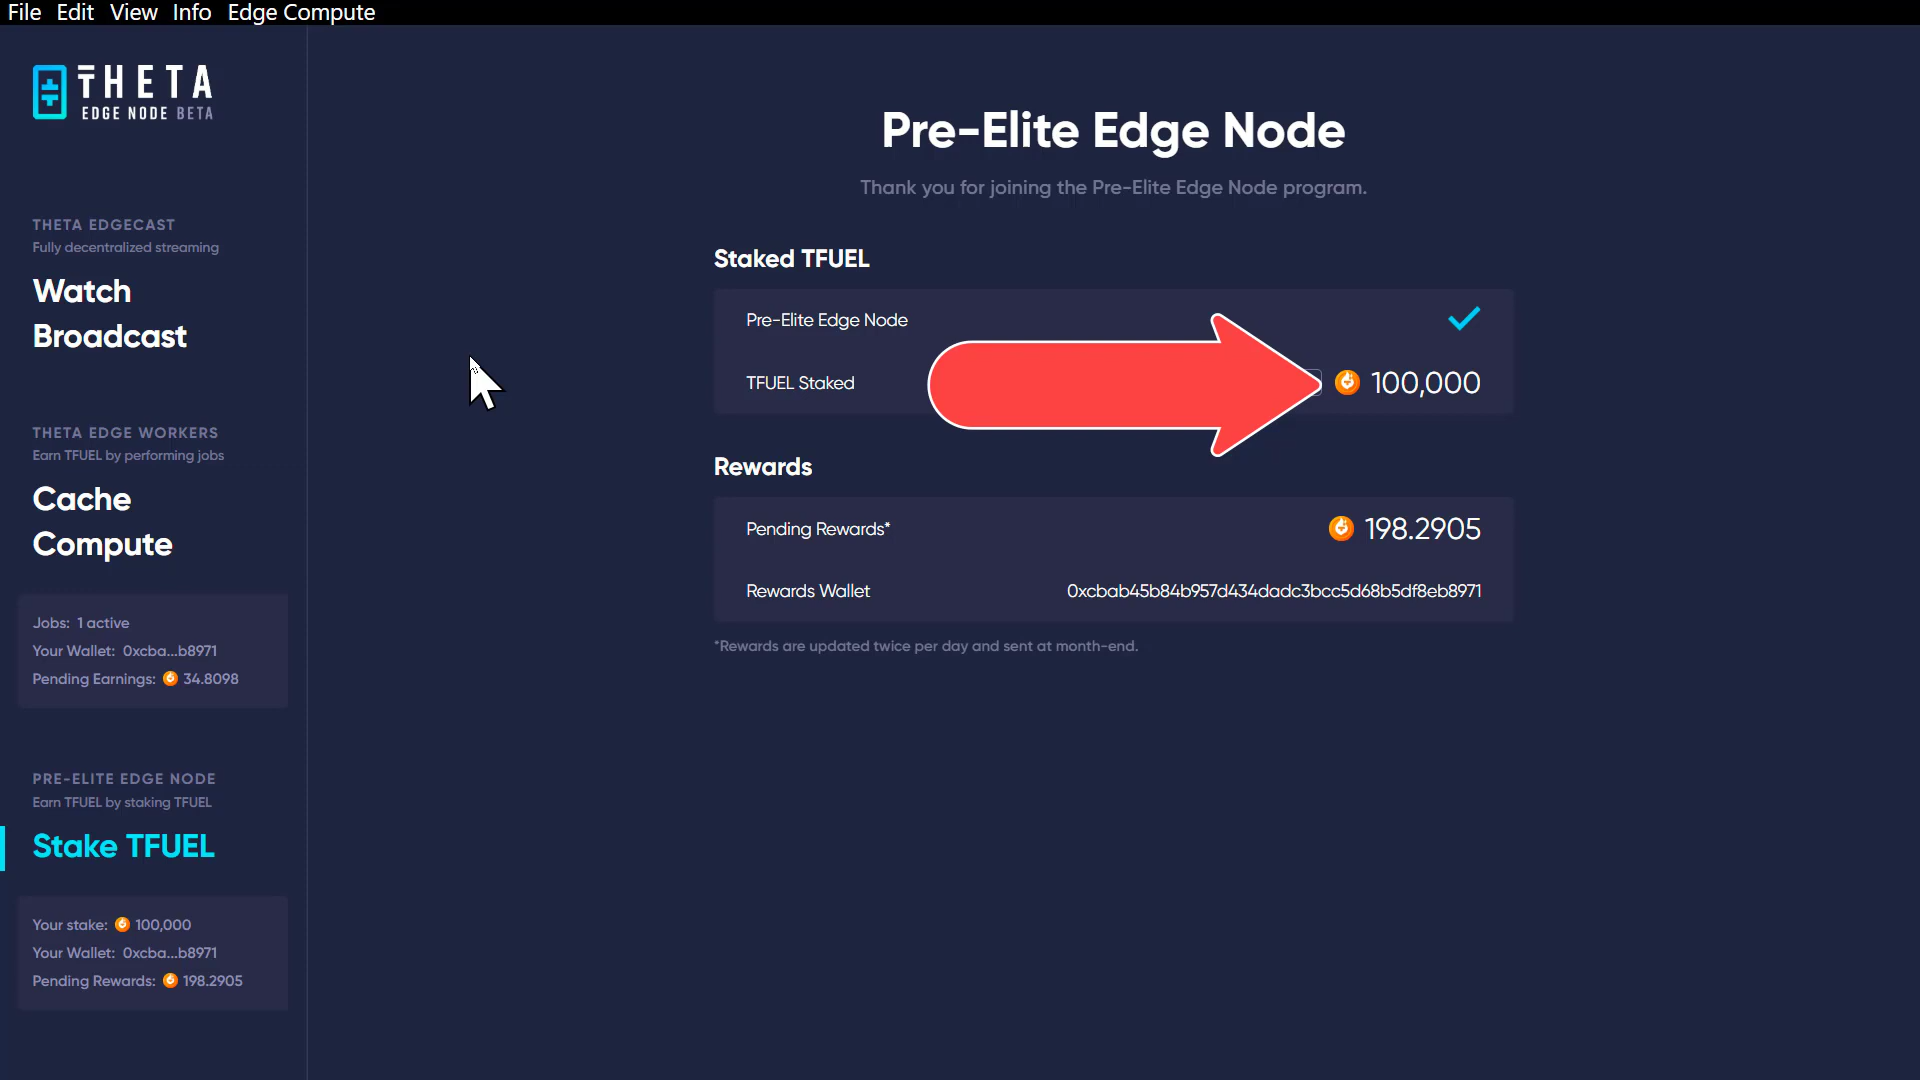 File Edit View Info Edge Compute
THETA
EDGE NODE BETA
THETA EDGECAST
Fully decentralized streaming
Watch
Broadcast
THETA EDGE WORKERS
Earn TFUEL by performing jobs
Cache
Compute
Jobs: 1 active
Your Wallet: 0xcba...b8971
Pending Earnings: 34.8098
PRE-ELITE EDGE NODE
Earn TFUEL by staking TFUEL
Stake TFUEL
Your stake: 100,000
Your Wallet: 0xcba...b8971
Pending Rewards: 198.2905
Pre-Elite Edge Node
Thank you for joining the Pre-Elite Edge Node program.
Staked TFUEL
Pre-Elite Edge Node
TFUEL Staked 100,000
Rewards
Pending Rewards* 198.2905
Rewards Wallet 0xcbab45b84b957d434dadc3bcc5d68b5df8eb8971
*Rewards are updated twice per day and sent at month-end.